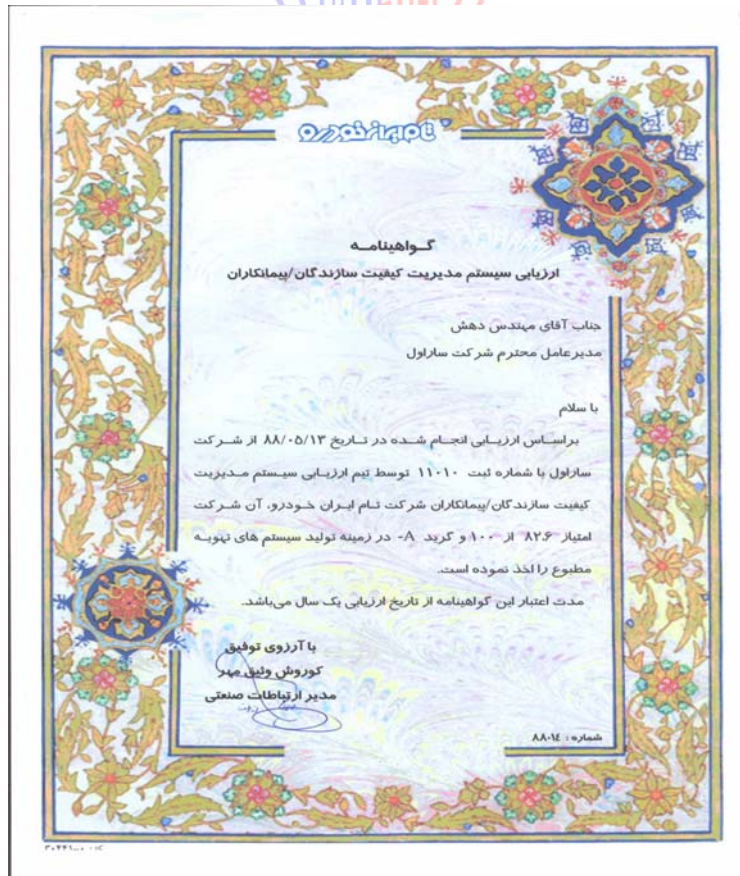 تام ایران خودرو
گواهینامه
ارزیابی سیستم مدیریت کیفیت سازندگان/پیمانکاران
جناب آقای مهندس دهش
مدیرعامل محترم شرکت ساراول
با سلام
براساس ارزیابی انجام شده در تاریخ ۸۸/۰۵/۱۳ از شرکت
ساراول با شماره ثبت ۱۱۰۱۰ توسط تیم ارزیابی سیستم مدیریت
کیفیت سازندگان/پیمانکاران شرکت تام ایران خودرو، آن شرکت
امتیاز ۸۲.۶ از ۱۰۰ و گرید A- در زمینه تولید سیستم های تهویه
مطبوع را اخذ نموده است.
مدت اعتبار این گواهینامه از تاریخ ارزیابی یک سال می‌باشد.
با آرزوی توفیق
کوروش وثیق مهر
مدیر ارتباطات صنعتی
شماره : ۸۸۰۱۴